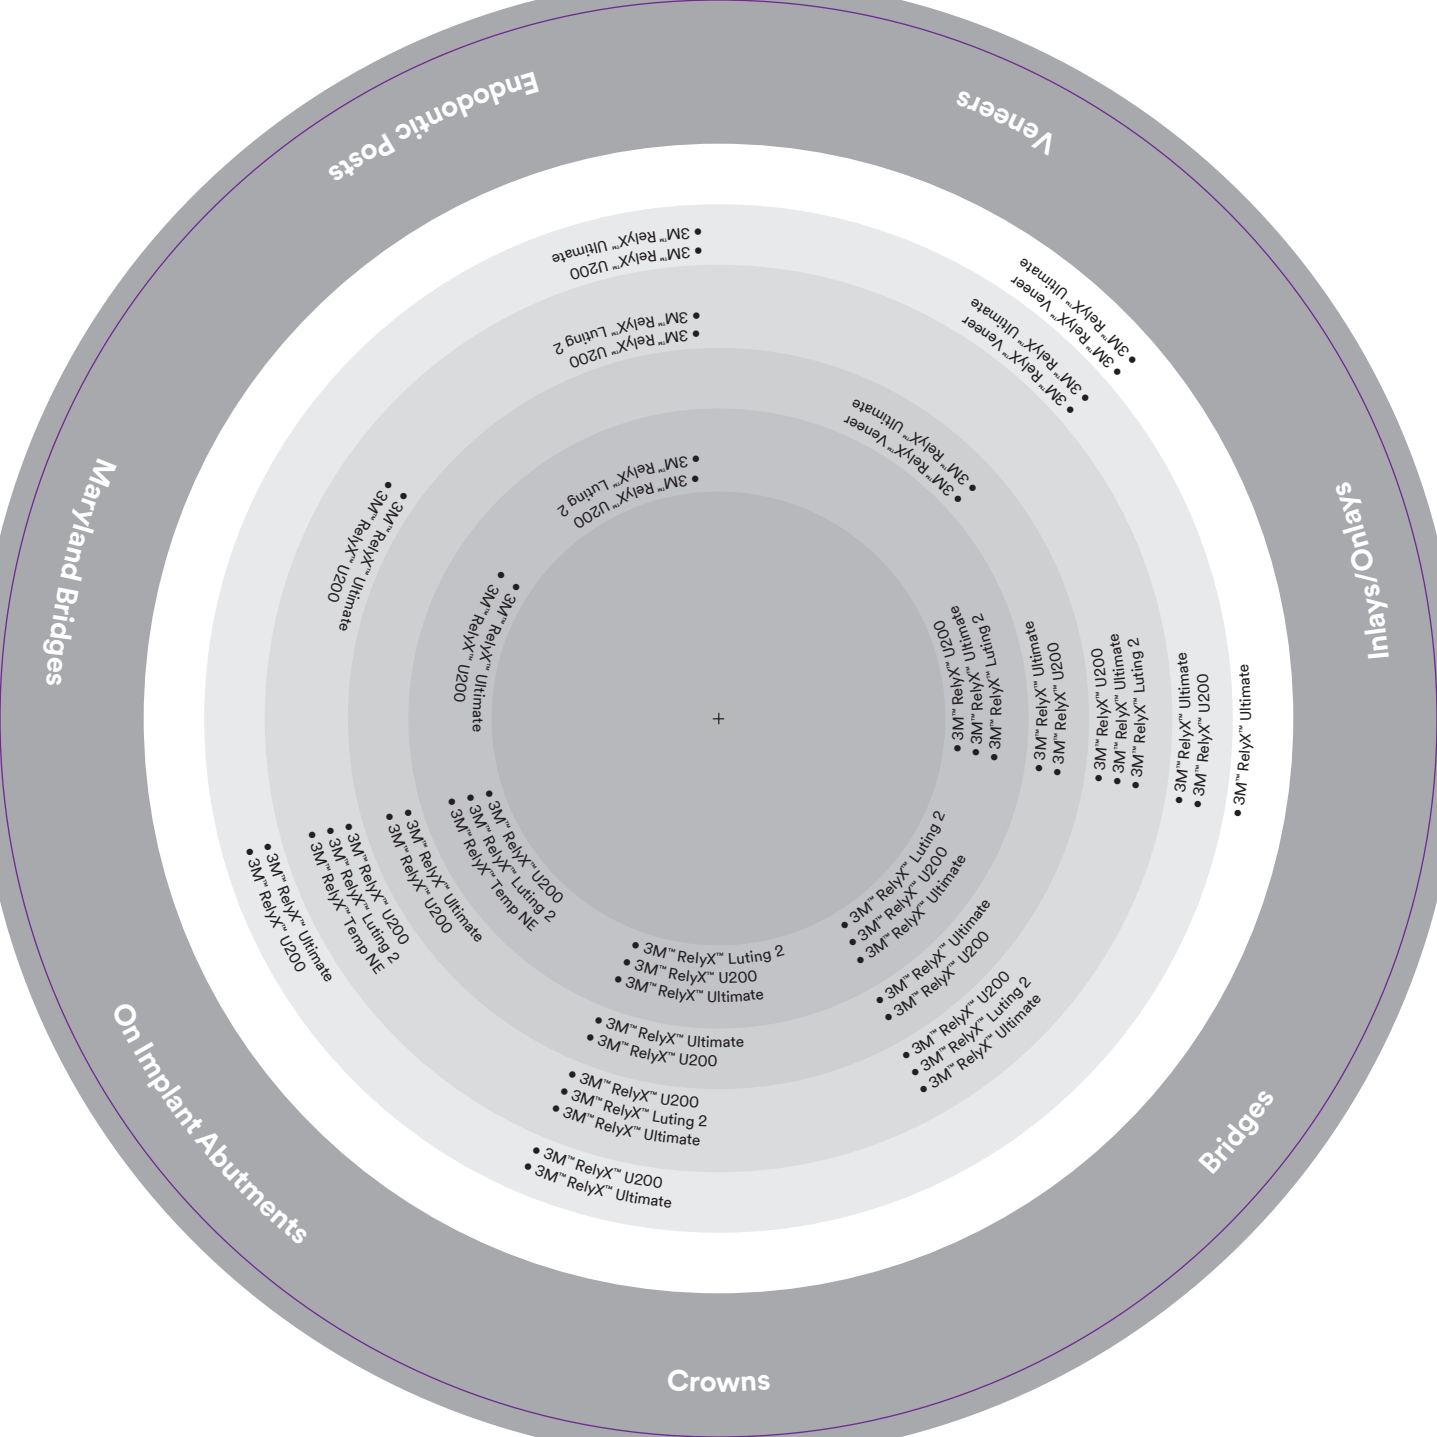 Endodontic Posts
• 3M™ RelyX™ Ultimate
• 3M™ RelyX™ U200
• 3M™ RelyX™ Luting 2
• 3M™ RelyX™ U200
• 3M™ RelyX™ Luting 2
• 3M™ RelyX™ U200
Veneers
• 3M™ RelyX™ Ultimate
• 3M™ RelyX™ Veneer
• 3M™ RelyX™ Ultimate
• 3M™ RelyX™ Veneer
• 3M™ RelyX™ Ultimate
• 3M™ RelyX™ Veneer
Inlays/Onlays
• 3M™ RelyX™ U200
• 3M™ RelyX™ Ultimate
• 3M™ RelyX™ Luting 2
• 3M™ RelyX™ Ultimate
• 3M™ RelyX™ U200
• 3M™ RelyX™ U200
• 3M™ RelyX™ Ultimate
• 3M™ RelyX™ Luting 2
• 3M™ RelyX™ Ultimate
• 3M™ RelyX™ U200
• 3M™ RelyX™ Ultimate
Bridges
• 3M™ RelyX™ Luting 2
• 3M™ RelyX™ U200
• 3M™ RelyX™ Ultimate
• 3M™ RelyX™ Ultimate
• 3M™ RelyX™ U200
• 3M™ RelyX™ U200
• 3M™ RelyX™ Luting 2
• 3M™ RelyX™ Ultimate
Crowns
• 3M™ RelyX™ Luting 2
• 3M™ RelyX™ U200
• 3M™ RelyX™ Ultimate
• 3M™ RelyX™ Ultimate
• 3M™ RelyX™ U200
• 3M™ RelyX™ U200
• 3M™ RelyX™ Luting 2
• 3M™ RelyX™ Ultimate
• 3M™ RelyX™ U200
• 3M™ RelyX™ Ultimate
On Implant Abutments
• 3M™ RelyX™ U200
• 3M™ RelyX™ Luting 2
• 3M™ RelyX™ Temp NE
• 3M™ RelyX™ Ultimate
• 3M™ RelyX™ U200
• 3M™ RelyX™ U200
• 3M™ RelyX™ Luting 2
• 3M™ RelyX™ Temp NE
• 3M™ RelyX™ Ultimate
• 3M™ RelyX™ U200
Maryland Bridges
• 3M™ RelyX™ Ultimate
• 3M™ RelyX™ U200
• 3M™ RelyX™ Ultimate
• 3M™ RelyX™ U200